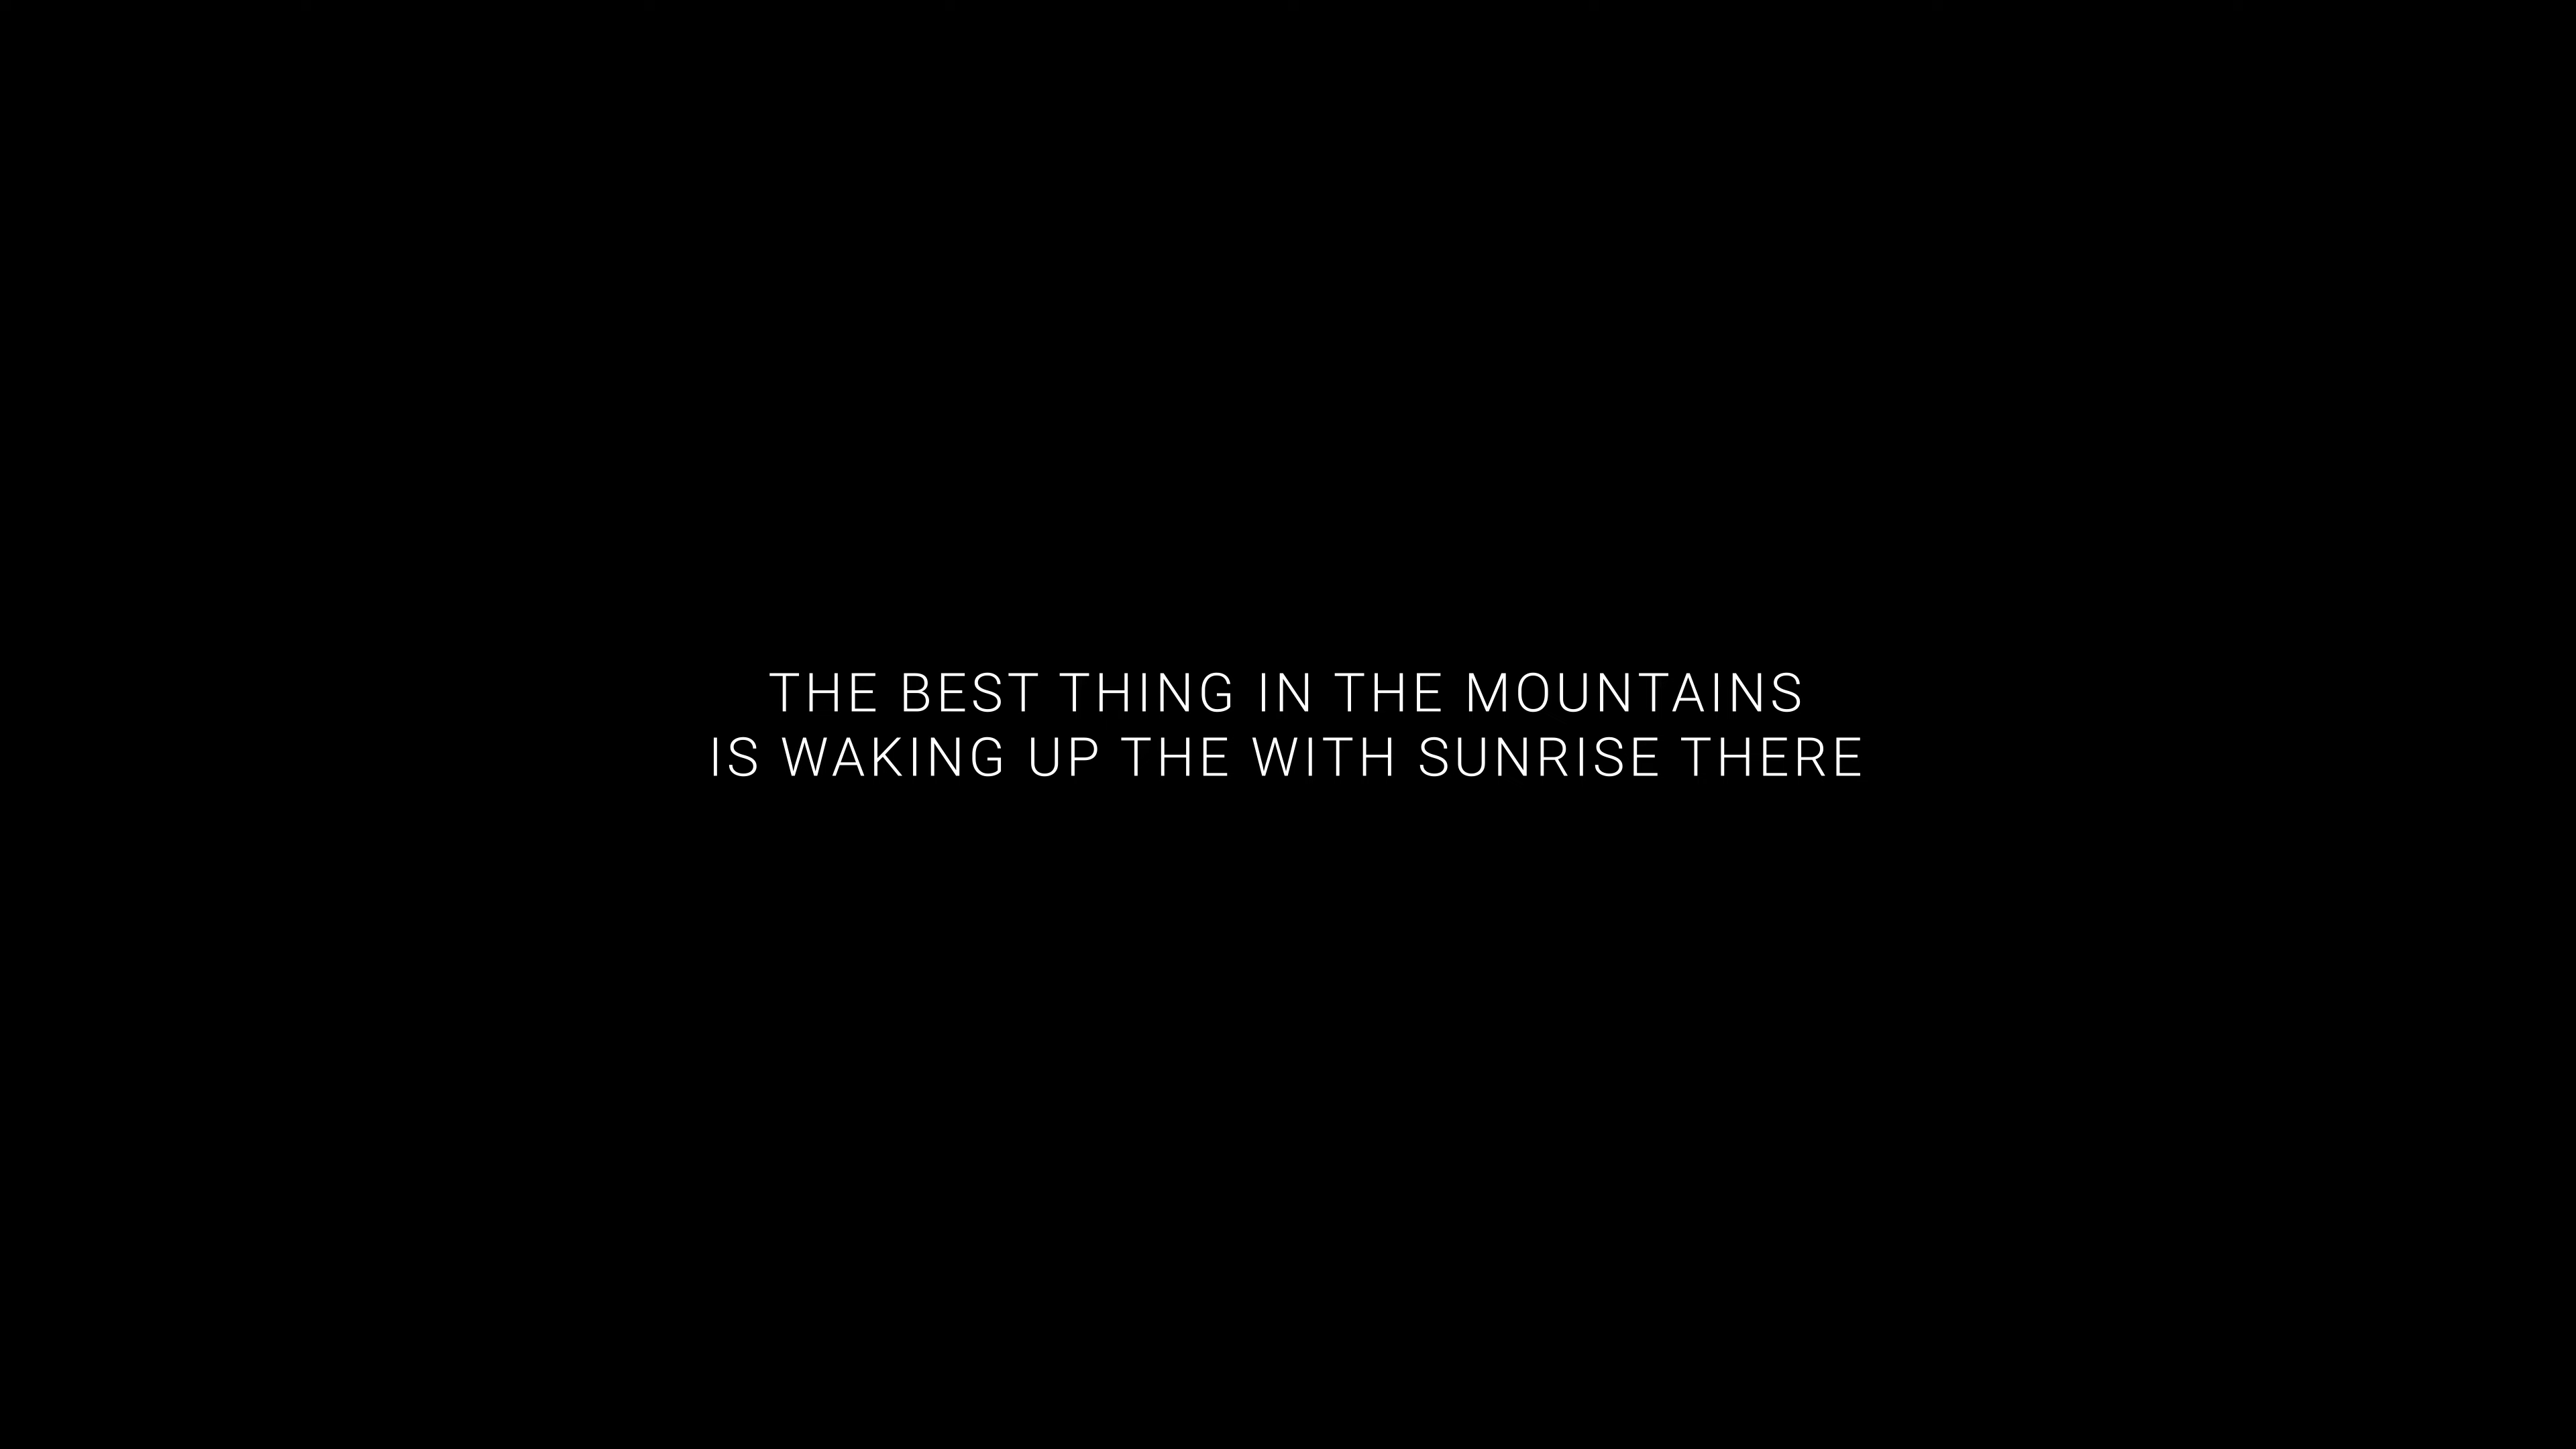 THE BEST THING IN THE MOUNTAINS
IS WAKING UP THE WITH SUNRISE THERE